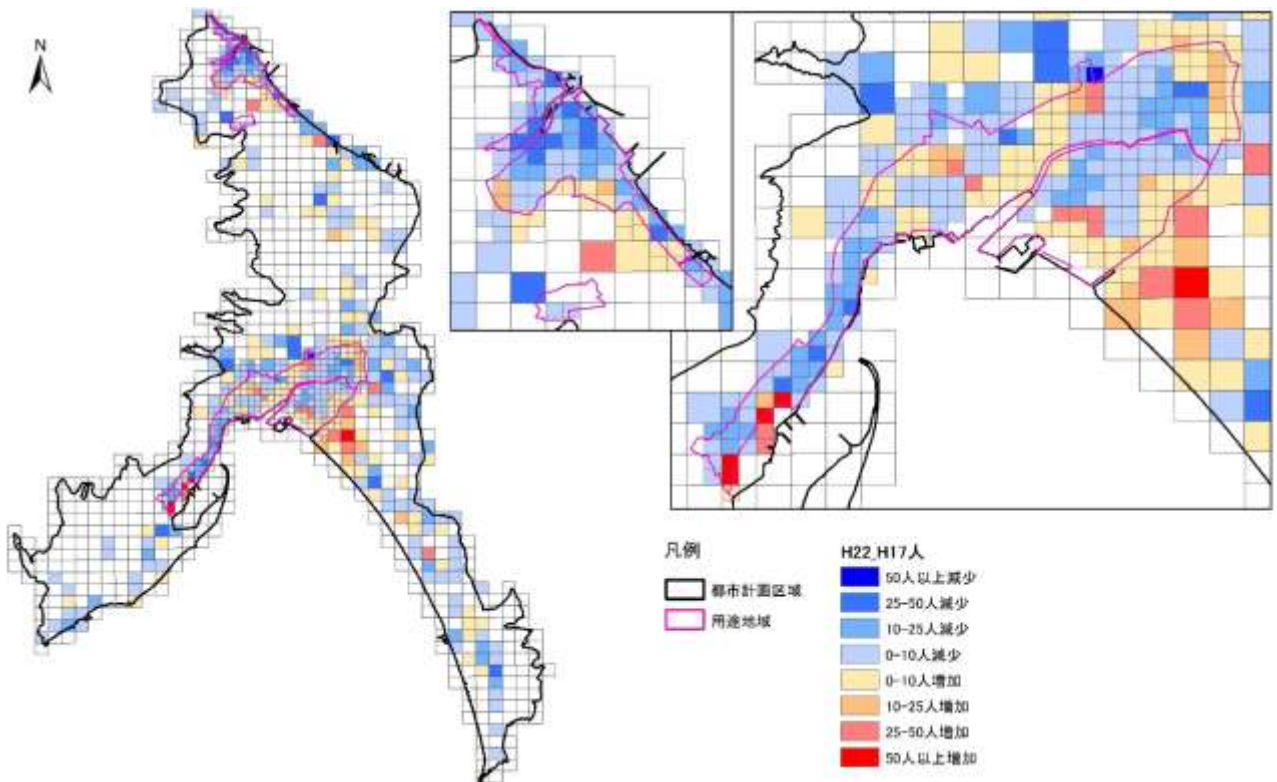 N
凡例
都市計画区域
用途地域
H22_H17人
50人以上減少
25-50人減少
10-25人減少
0-10人減少
0-10人増加
10-25人増加
25-50人増加
50人以上増加